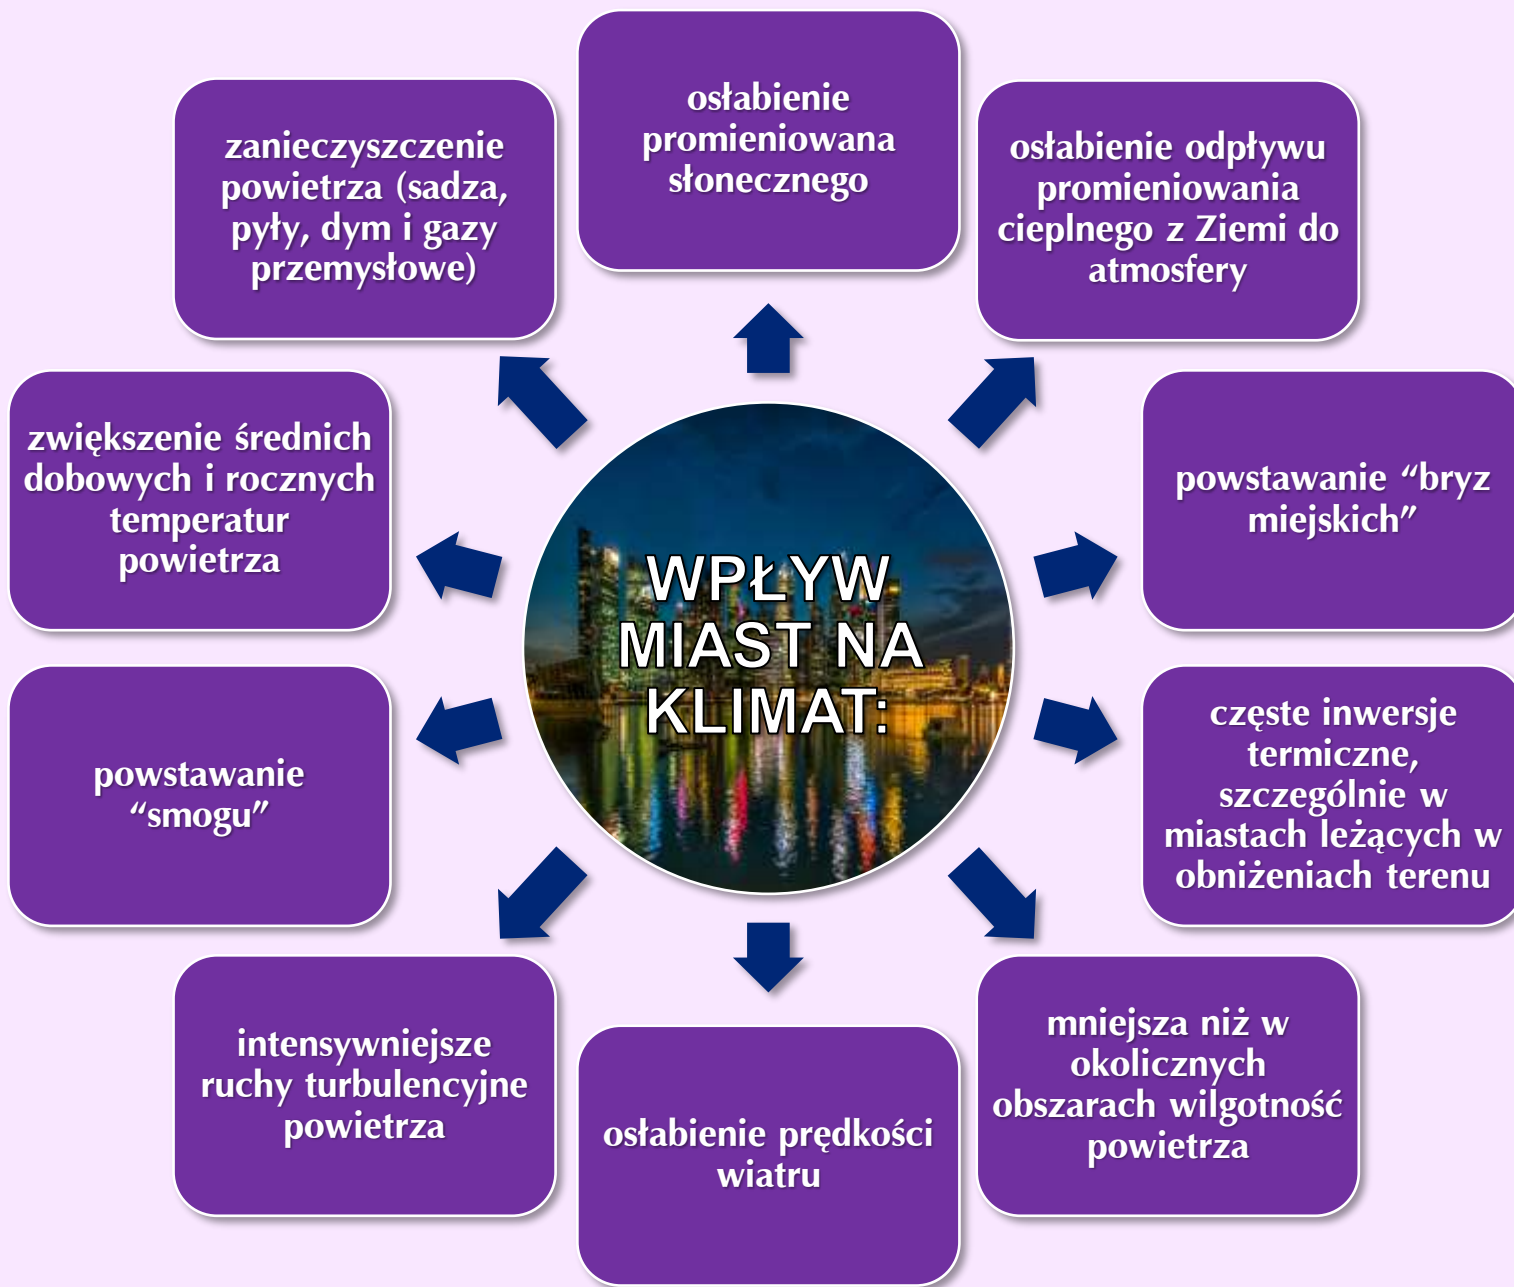 osłabienie
promieniowana
słonecznego
osłabienie odpływu
promieniowania
cieplnego z Ziemi do
atmosfery
powstawanie “bryz
miejskich”
częste inwersje
termiczne,
szczególnie w
miastach leżących w
obniżeniach terenu
mniejsza niż w
okolicznych
obszarach wilgotność
powietrza
osłabienie prędkości
wiatru
intensywniejsze
ruchy turbulencyjne
powietrza
powstawanie
“smogu”
zwiększenie średnich
dobowych i rocznych
temperatur
powietrza
zanieczyszczenie
powietrza (sadza,
pyły, dym i gazy
przemysłowe)
WPŁYW
MIAST NA
KLIMAT: